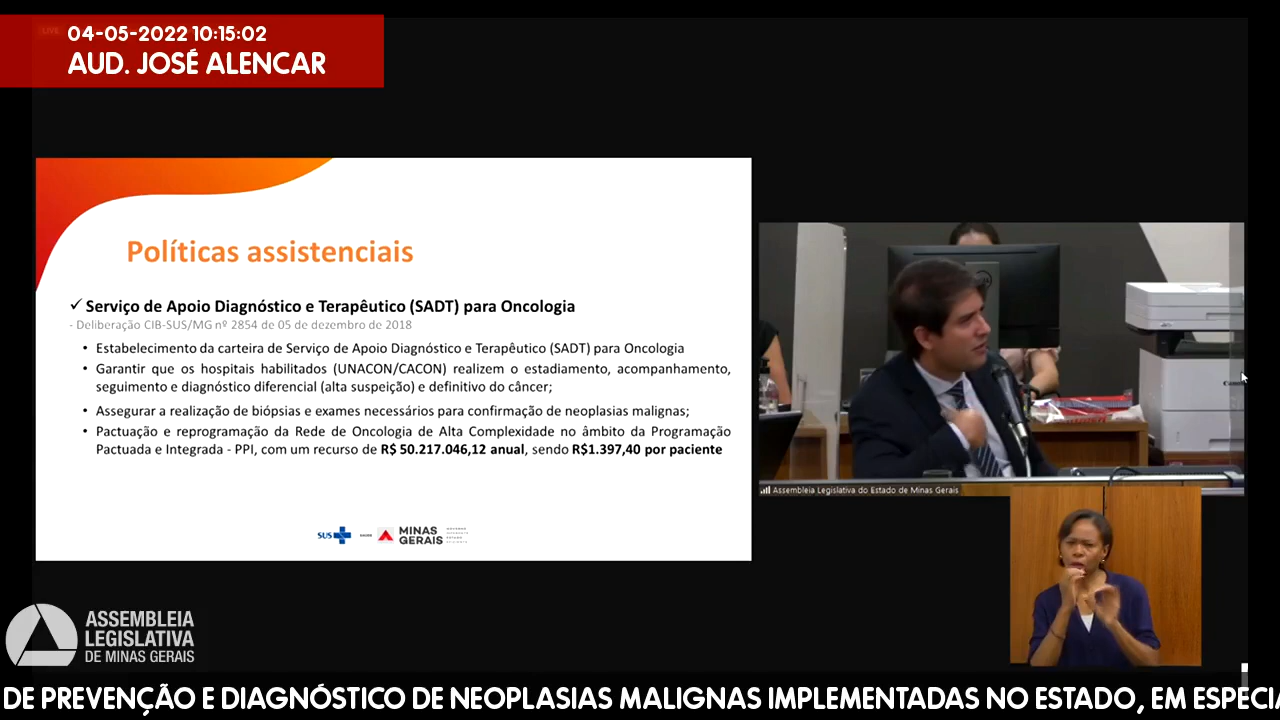 LIVE
04-05-2022 10:15:02
AUD. JOSÉ ALENCAR
Políticas assistenciais
✓ Serviço de Apoio Diagnóstico e Terapêutico (SADT) para Oncologia
- Deliberação CIB-SUS/MG nº 2854 de 05 de dezembro de 2018
• Estabelecimento da carteira de Serviço de Apoio Diagnóstico e Terapêutico (SADT) para Oncologia
• Garantir que os hospitais habilitados (UNACON/CACON) realizem o estadiamento, acompanhamento,
seguimento e diagnóstico diferencial (alta suspeição) e definitivo do câncer;
• Assegurar a realização de biópsias e exames necessários para confirmação de neoplasias malignas;
• Pactuação e reprogramação da Rede de Oncologia de Alta Complexidade no âmbito da Programação
Pactuada e Integrada - PPI, com um recurso de R$ 50.217.046,12 anual, sendo R$1.397,40 por paciente
SUS
SAÚDE
MINAS
GERAIS
Assembleia Legislativa do Estado de Minas Gerais
ASSEMBLEIA
LEGISLATIVA
DE MINAS GERAIS
DE PREVENÇÃO E DIAGNÓSTICO DE NEOPLASIAS MALIGNAS IMPLEMENTADAS NO ESTADO, EM ESPECIA